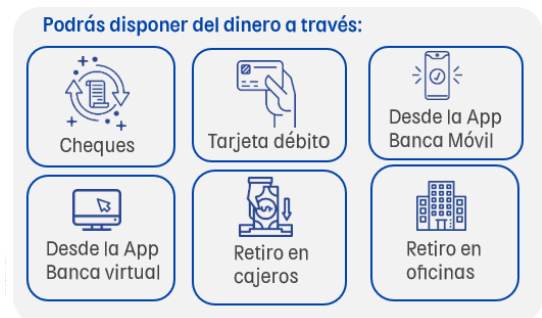 Podrás disponer del dinero a través:
Cheques
Tarjeta débito
Desde la App
Banca Móvil
Desde la App
Banca virtual
Retiro en
cajeros
Retiro en
oficinas